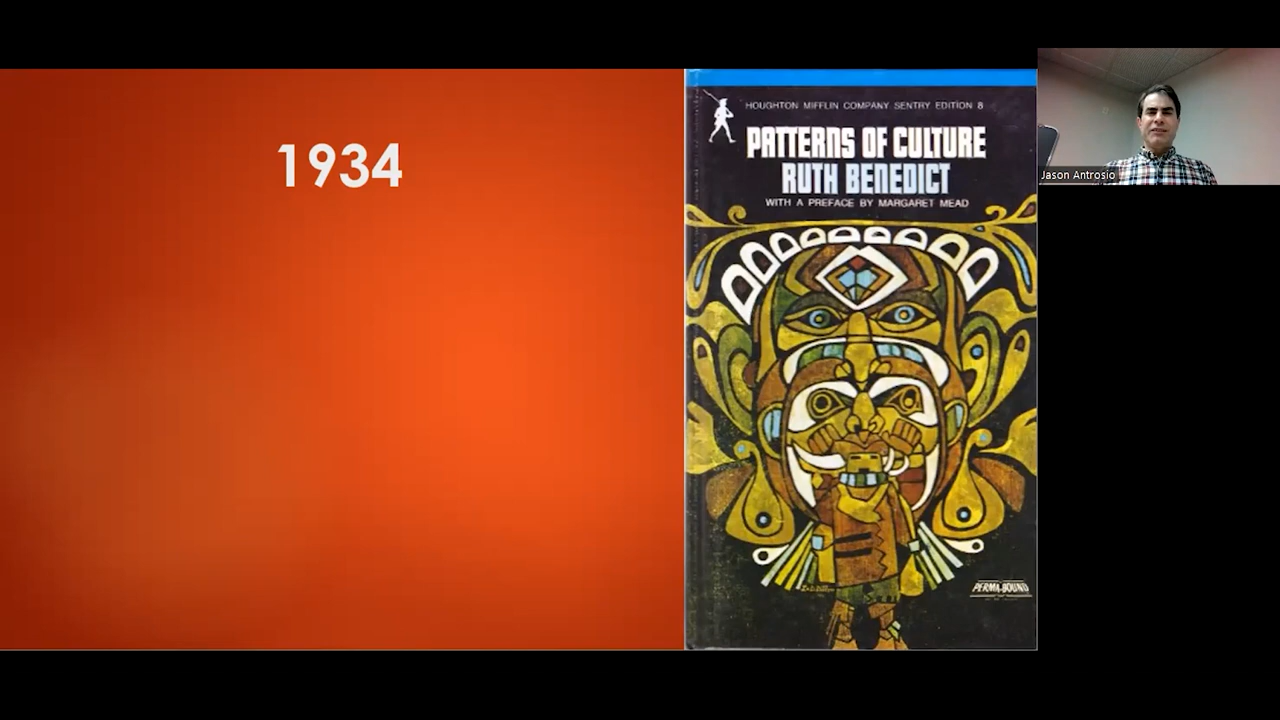 1934
HOUGHTON MIFFLIN COMPANY SENTRY EDITION 8
PATTERNS OF CULTURE
RUTH BENEDICT
WITH A PREFACE BY MARGARET MEAD
PERMA-BOUND
Jason Antrosio